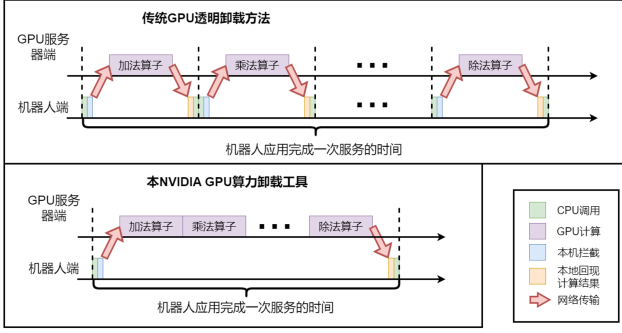 传统GPU透明卸载方法
GPU服务
器端
加法算子
乘法算子
...
除法算子
机器人端
...
机器人应用完成一次服务的时间
本NVIDIA GPU算力卸载工具
GPU服务
器端
加法算子
乘法算子
...
除法算子
机器人端
机器人应用完成一次服务的时间
CPU调用
GPU计算
本机拦截
本地回现
计算结果
网络传输